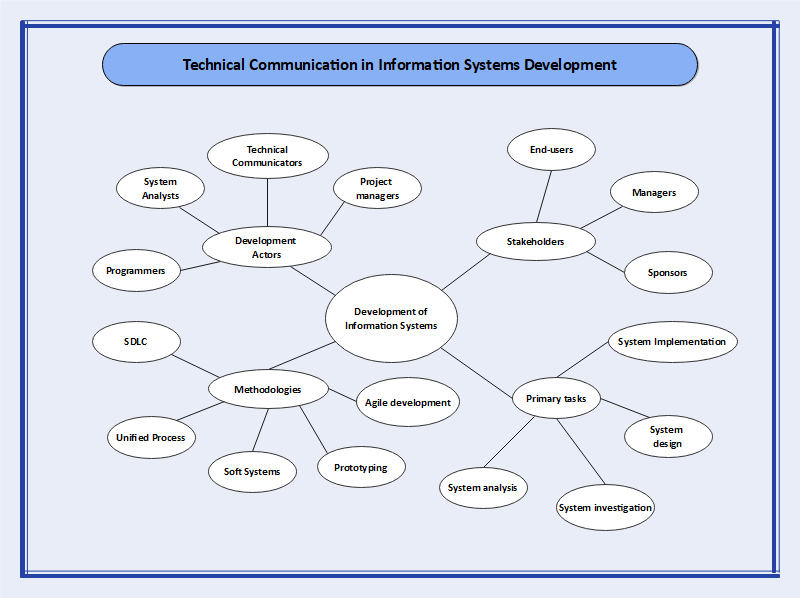 Technical Communication in Information Systems Development
Technical
Communicators
System
Analysts
Project
managers
Development
Actors
Programmers
End-users
Managers
Stakeholders
Sponsors
Development of
Information Systems
SDLC
Methodologies
Agile development
Unified Process
Soft Systems
Prototyping
System Implementation
Primary tasks
System
design
System analysis
System investigation